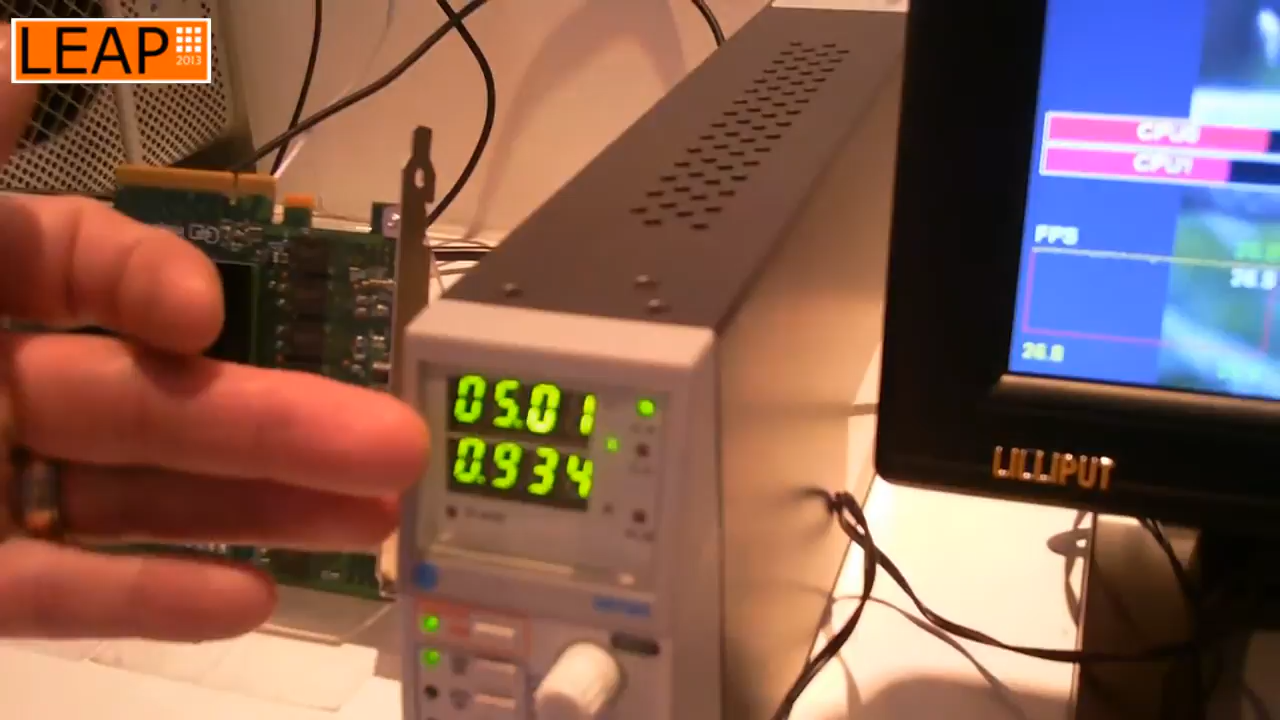 LEAP
2013
CPU0
CPU1
FPS
26.8
26.8
05.01
0.934
LILLIPUT